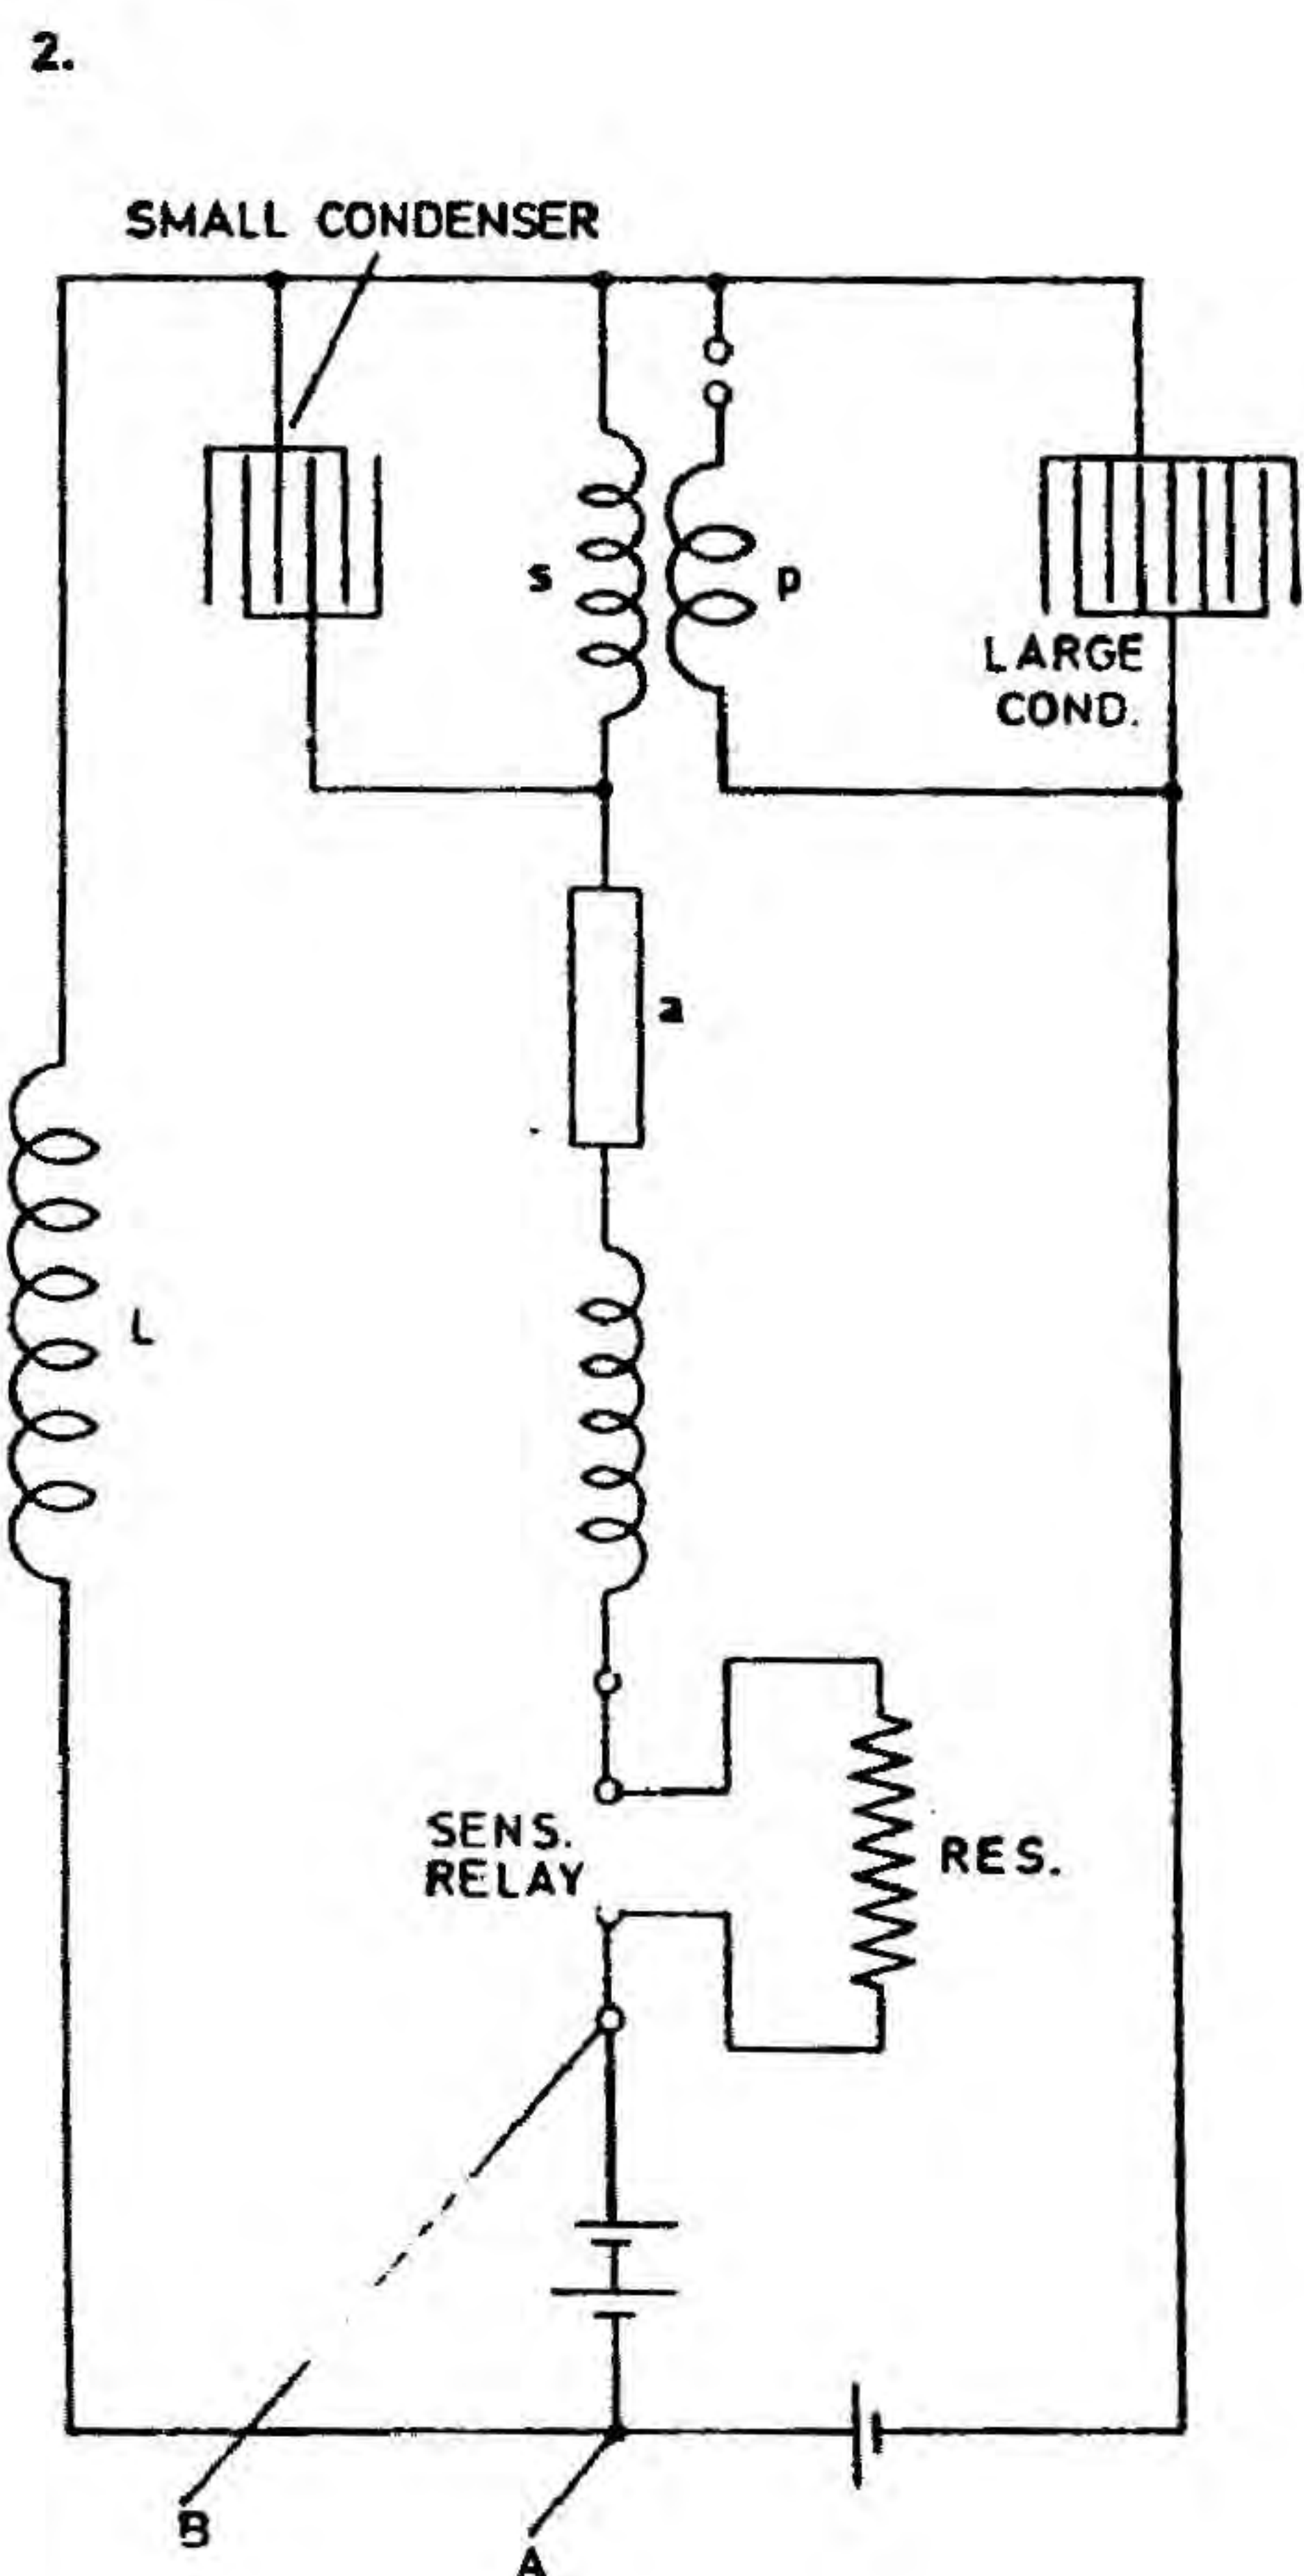 2.
SMALL CONDENSER
s
p
LARGE
COND.
a
L
SENS.
RELAY
RES.
B
A